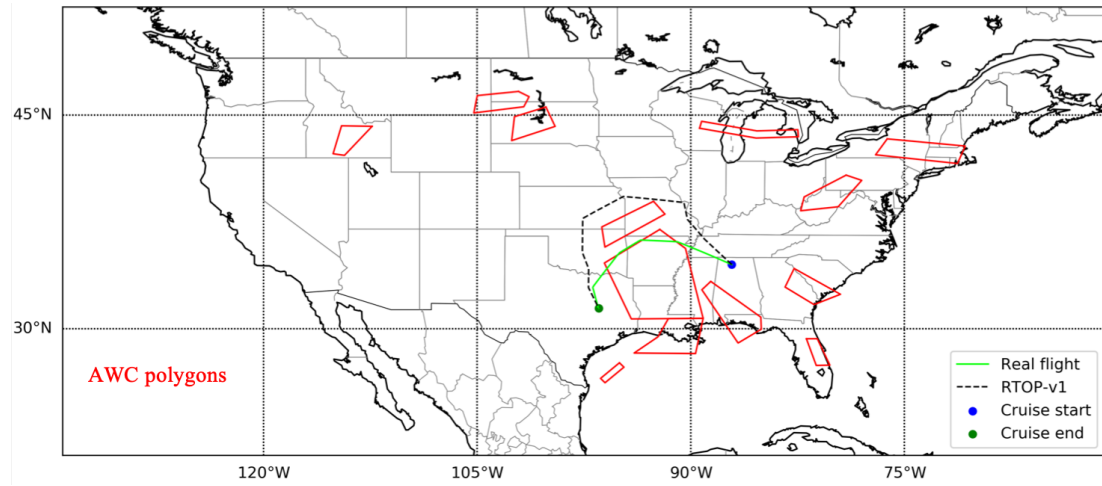 45°N
30°N
AWC polygons
Real flight
RTOP-v1
Cruise start
Cruise end
120°W
105°W
90°W
75°W